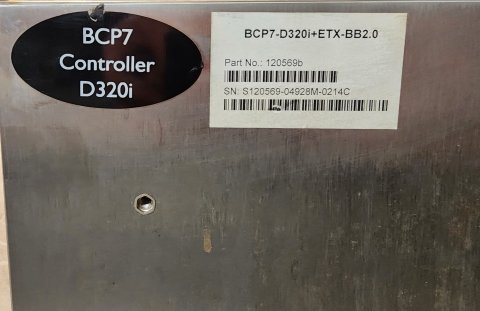 BCP7
Controller
D320i
BCP7-D320i+ETX-BB2.0
Part No.: 120569b
SN: S120569-04928M-0214C